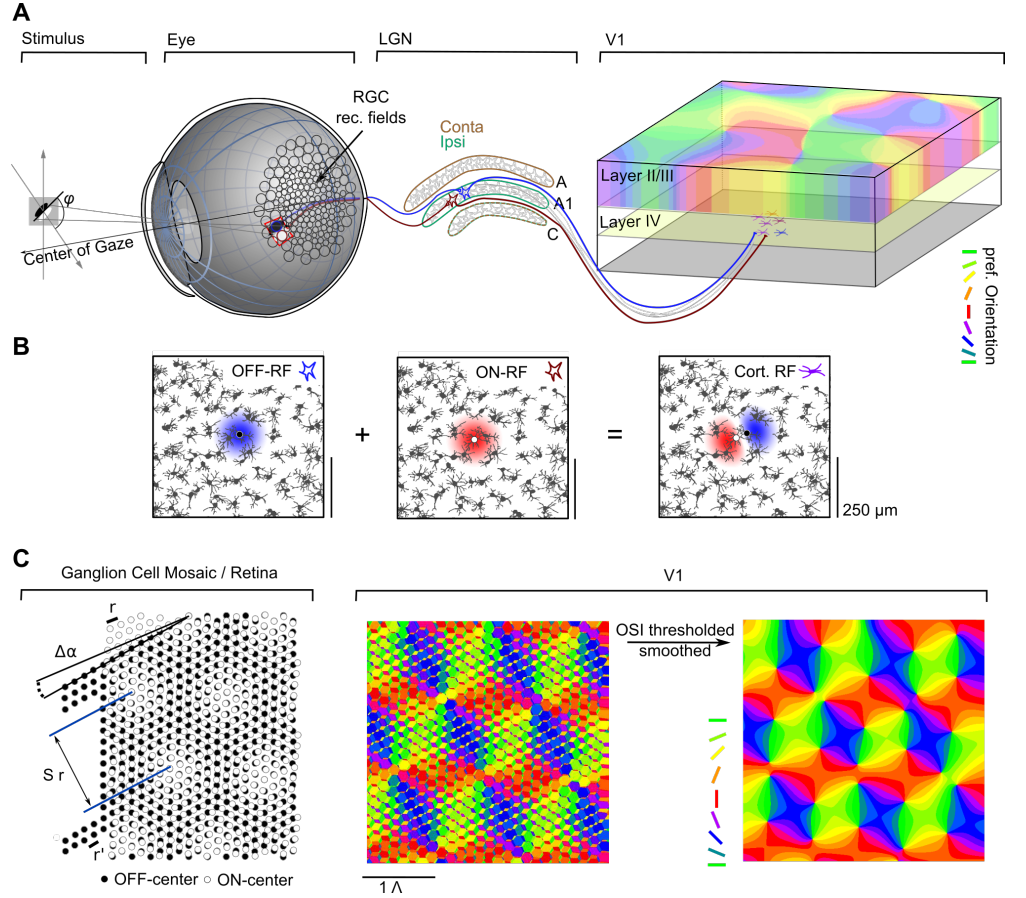 A
Stimulus
Eye
LGN
V1
RGC
rec. fields
Conta
Ipsi
φ
Center of Gaze
A
A1
C
Layer II/III
Layer IV
pref. Orientation
B
OFF-RF
+
ON-RF
=
Cort. RF
250 µm
C
Ganglion Cell Mosaic / Retina
V1
r
Δα
S r
r'
OFF-center
ON-center
OSI thresholded
smoothed
1 Λ